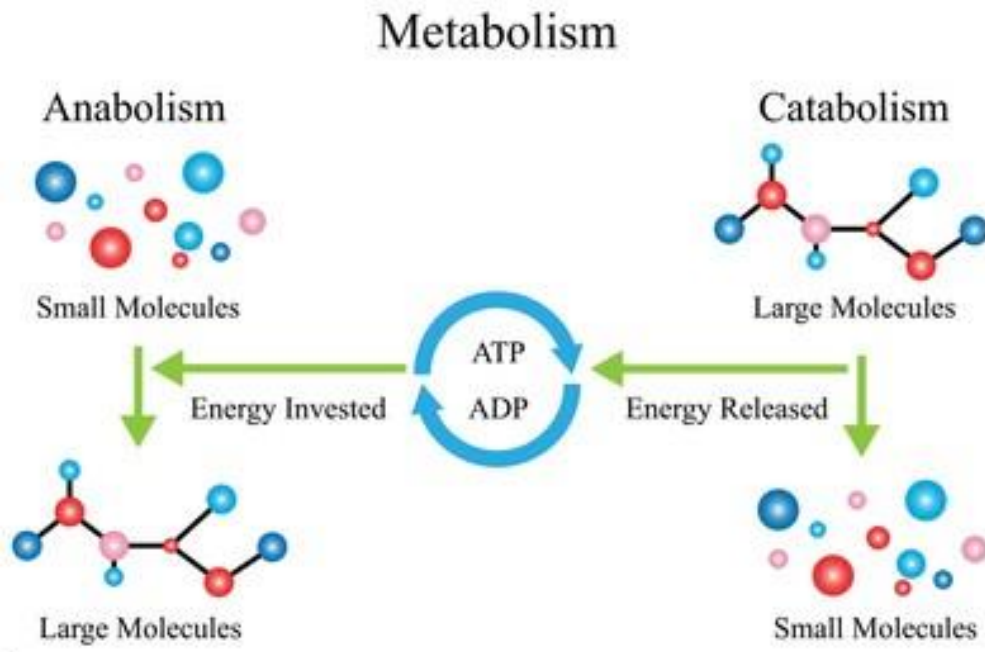 Metabolism
Anabolism
Catabolism
Small Molecules
Large Molecules
ATP
ADP
Energy Invested
Energy Released
Large Molecules
Small Molecules